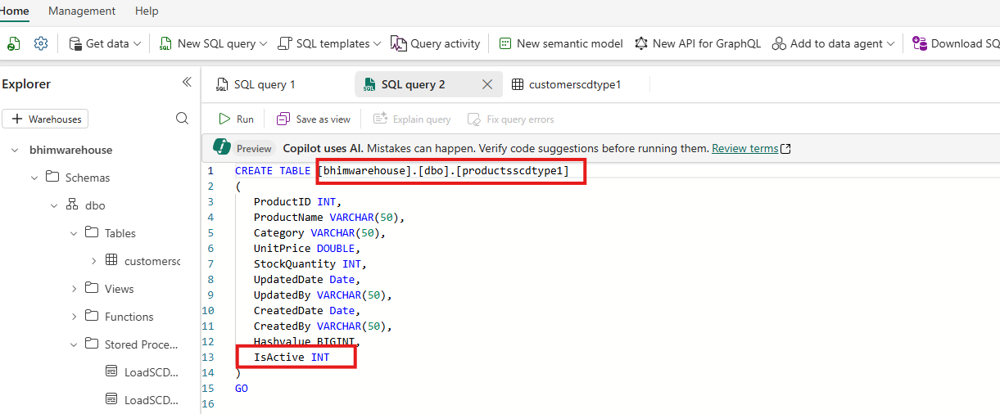 Home Management Help
Get data New SQL query SQL templates Query activity New semantic model New API for GraphQL Add to data agent Download SQ
Explorer
+ Warehouses
bhimwarehouse
Schemas
dbo
Tables
customersc
Views
Functions
Stored Proce...
LoadSCD...
LoadSCD...
SQL query 1 SQL query 2 customerscdtype1
Run Save as view Explain query Fix query errors
Preview Copilot uses AI. Mistakes can happen. Verify code suggestions before running them. Review terms
1 CREATE TABLE [bhimwarehouse].[dbo].[productsscdtype1]
2 (
3 ProductID INT,
4 ProductName VARCHAR(50),
5 Category VARCHAR(50),
6 UnitPrice DOUBLE,
7 StockQuantity INT,
8 UpdatedDate Date,
9 UpdatedBy VARCHAR(50),
10 CreatedDate Date,
11 CreatedBy VARCHAR(50),
12 Hashvalue BIGINT,
13 IsActive INT
14 )
15 GO
16